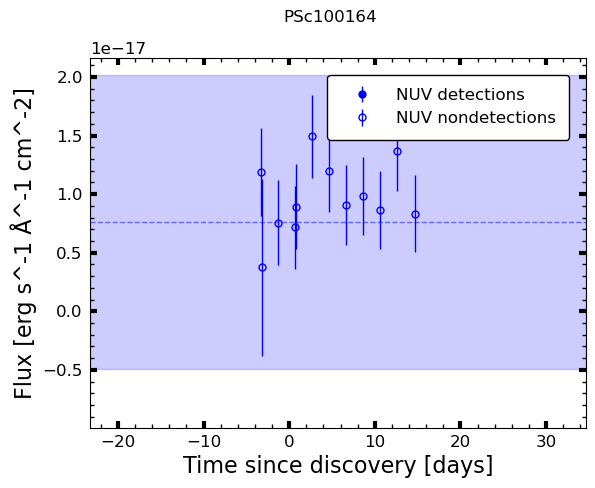 PSc100164
1e−17
NUV detections
NUV nondetections
2.0
1.5
1.0
0.5
0.0
−0.5
Flux [erg s^-1 Å^-1 cm^-2]
−20 −10 0 10 20 30
Time since discovery [days]